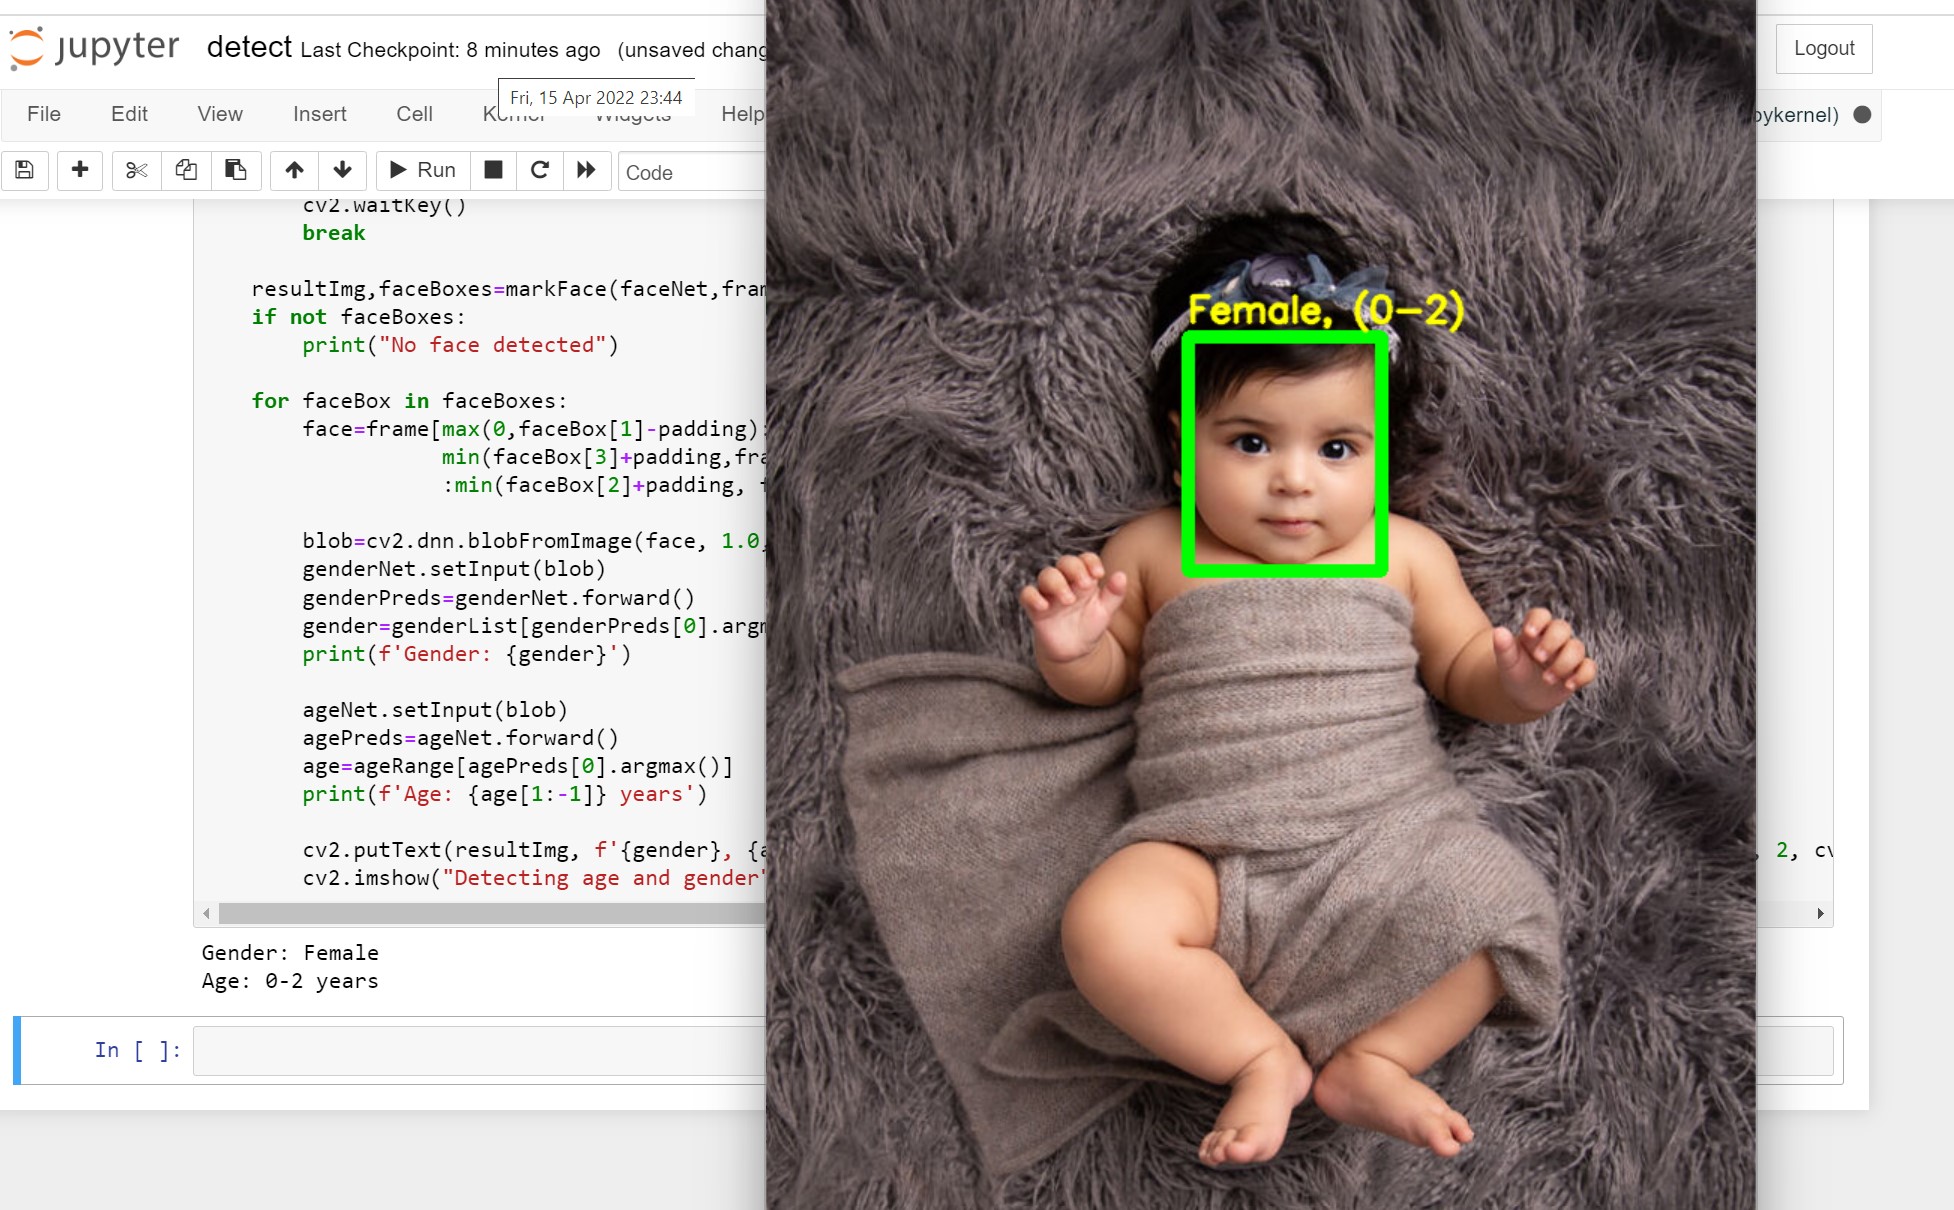 jupyter detect Last Checkpoint: 8 minutes ago (unsaved chang
Logout
Fri, 15 Apr 2022 23:44
File Edit View Insert Cell Kernel Widgets Help
pykernel)
Run Code
cv2.waitKey()
break
resultImg,faceBoxes=markFace(faceNet,fram
if not faceBoxes:
print("No face detected")
for faceBox in faceBoxes:
face=frame[max(0,faceBox[1]-padding):
min(faceBox[3]+padding,fra
:min(faceBox[2]+padding, f
blob=cv2.dnn.blobFromImage(face, 1.0,
genderNet.setInput(blob)
genderPreds=genderNet.forward()
gender=genderList[genderPreds[0].argm
print(f'Gender: {gender}')
ageNet.setInput(blob)
agePreds=ageNet.forward()
age=ageRange[agePreds[0].argmax()]
print(f'Age: {age[1:-1]} years')
cv2.putText(resultImg, f'{gender}, {a
, 2, cv
cv2.imshow("Detecting age and gender"
Gender: Female
Age: 0-2 years
In [ ]:
Female, (0-2)